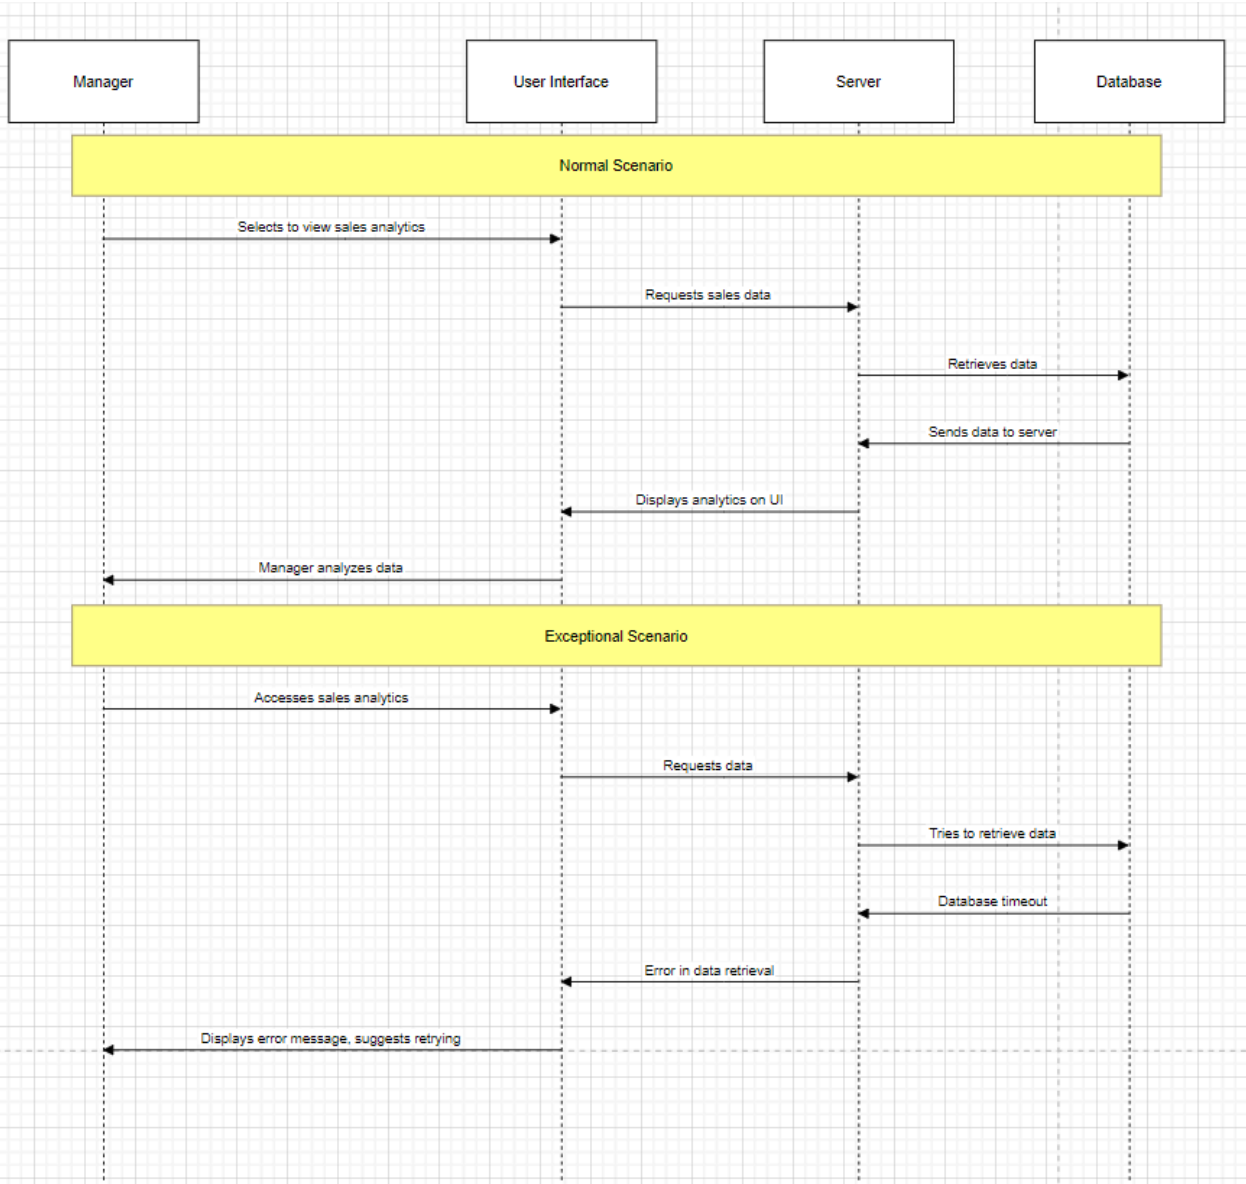 Manager
User Interface
Server
Database
Normal Scenario
Selects to view sales analytics
Requests sales data
Retrieves data
Sends data to server
Displays analytics on UI
Manager analyzes data
Exceptional Scenario
Accesses sales analytics
Requests data
Tries to retrieve data
Database timeout
Error in data retrieval
Displays error message, suggests retrying